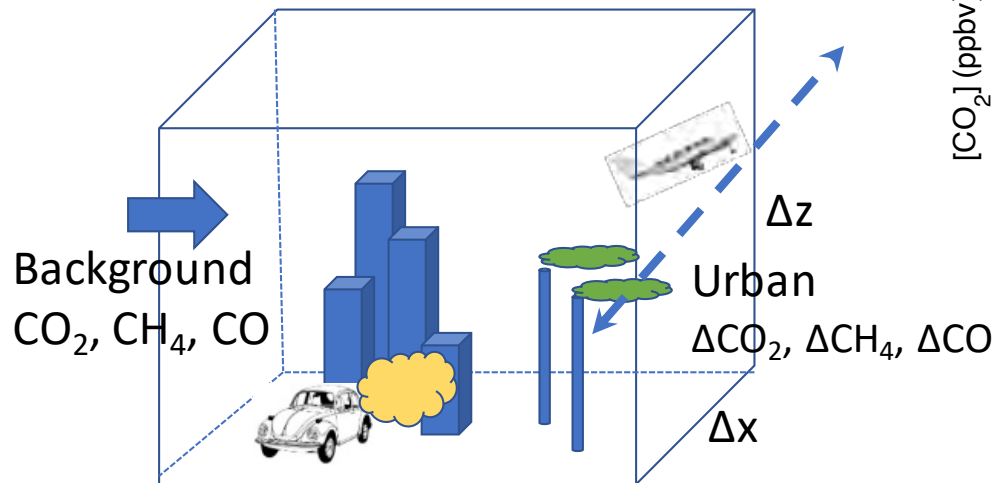 [CO₂] (ppbv)
Δz
Background
CO₂, CH₄, CO
Urban
ΔCO₂, ΔCH₄, ΔCO
Δx